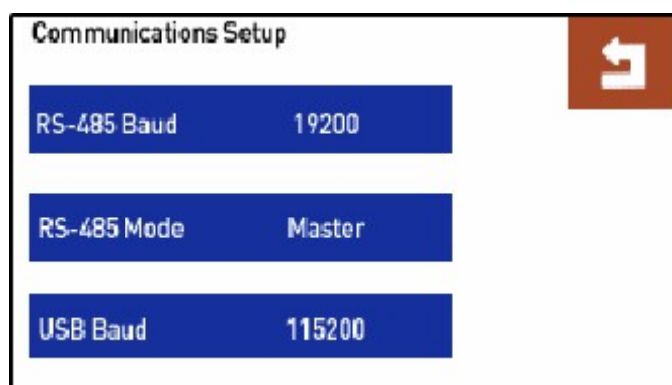 Communications Setup
RS-485 Baud 19200
RS-485 Mode Master
USB Baud 115200